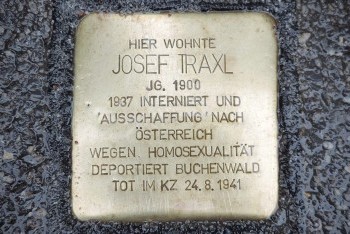 HIER WOHNTE
JOSEF TRAXL
JG. 1900
1937 INTERNIERT UND
'AUSSCHAFFUNG' NACH
ÖSTERREICH
WEGEN HOMOSEXUALITÄT
DEPORTIERT BUCHENWALD
TOT IM KZ 24.8.1941